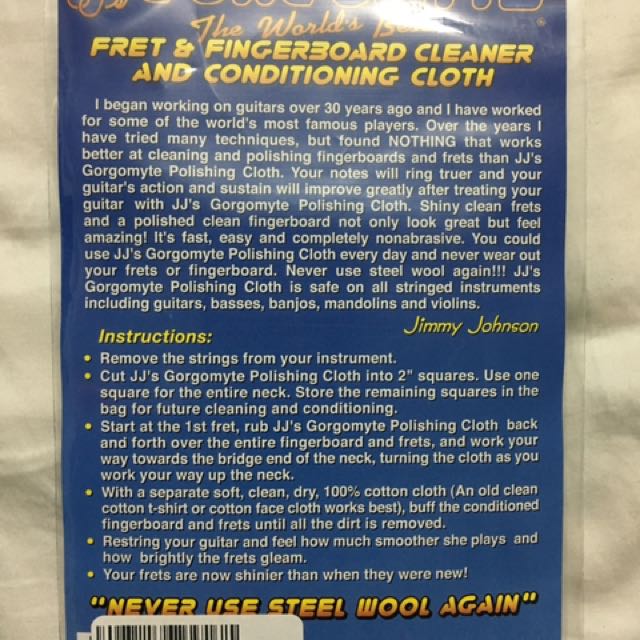 The World's
FRET & FINGERBOARD CLEANER
AND CONDITIONING CLOTH
I began working on guitars over 30 years ago and I have worked
for some of the world's most famous players. Over the years I
have tried many techniques, but found NOTHING that works
better at cleaning and polishing fingerboards and frets than JJ's
Gorgomyte Polishing Cloth. Your notes will ring truer and your
guitar's action and sustain will improve greatly after treating your
guitar with JJ's Gorgomyte Polishing Cloth. Shiny clean frets
and a polished clean fingerboard not only look great but feel
amazing! It's fast, easy and completely nonabrasive. You could
use JJ's Gorgomyte Polishing Cloth every day and never wear out
your frets or fingerboard. Never use steel wool again!!! JJ's
Gorgomyte Polishing Cloth is safe on all stringed instruments
including guitars, basses, banjos, mandolins and violins.
Jimmy Johnson
Instructions:
• Remove the strings from your instrument.
• Cut JJ's Gorgomyte Polishing Cloth into 2" squares. Use one
square for the entire neck. Store the remaining squares in the
bag for future cleaning and conditioning.
• Start at the 1st fret, rub JJ's Gorgomyte Polishing Cloth back
and forth over the entire fingerboard and frets, and work your
way towards the bridge end of the neck, turning the cloth as you
work your way up the neck.
• With a separate soft, clean, dry, 100% cotton cloth (An old clean
cotton t-shirt or cotton face cloth works best), buff the conditioned
fingerboard and frets until all the dirt is removed.
• Restring your guitar and feel how much smoother she plays and
how brightly the frets gleam.
• Your frets are now shinier than when they were new!
"NEVER USE STEEL WOOL AGAIN"